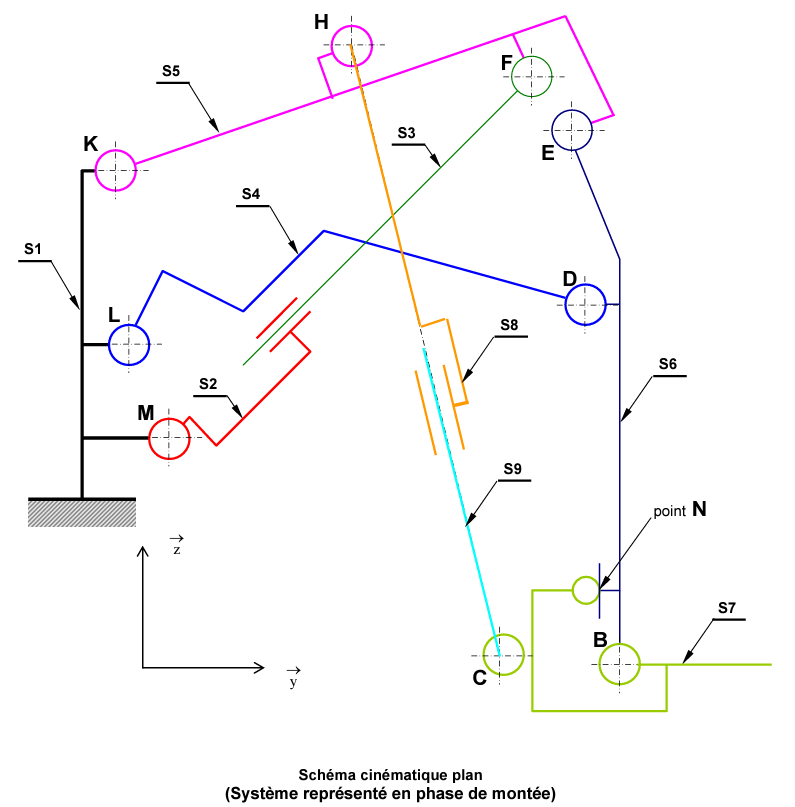 H
S5
F
S3
K
E
S4
S1
D
L
S8
S2
S6
M
S9
point N
z
S7
B
C
y
Schéma cinématique plan
(Système représenté en phase de montée)